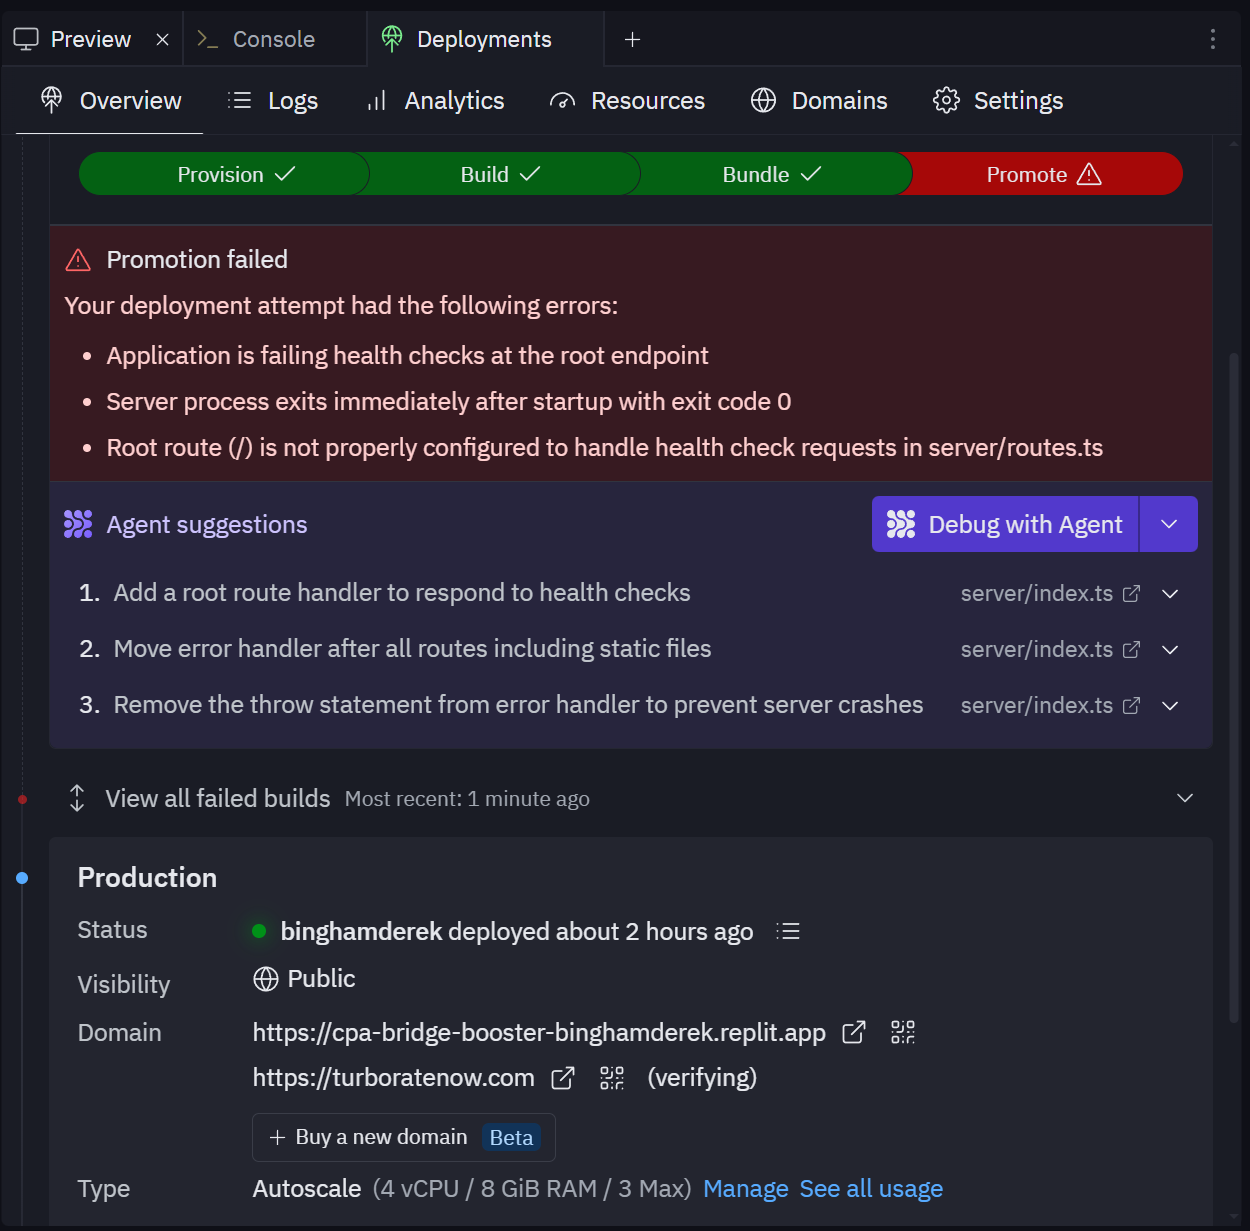 Preview
Console
Deployments
Overview
Logs
Analytics
Resources
Domains
Settings
Provision
Build
Bundle
Promote
Promotion failed
Your deployment attempt had the following errors:
• Application is failing health checks at the root endpoint
• Server process exits immediately after startup with exit code 0
• Root route (/) is not properly configured to handle health check requests in server/routes.ts
Agent suggestions
Debug with Agent
1. Add a root route handler to respond to health checks server/index.ts
2. Move error handler after all routes including static files server/index.ts
3. Remove the throw statement from error handler to prevent server crashes server/index.ts
View all failed builds Most recent: 1 minute ago
Production
Status binghamderek deployed about 2 hours ago
Visibility Public
Domain https://cpa-bridge-booster-binghamderek.replit.app
https://turboratenow.com (verifying)
+ Buy a new domain Beta
Type Autoscale (4 vCPU / 8 GiB RAM / 3 Max) Manage See all usage